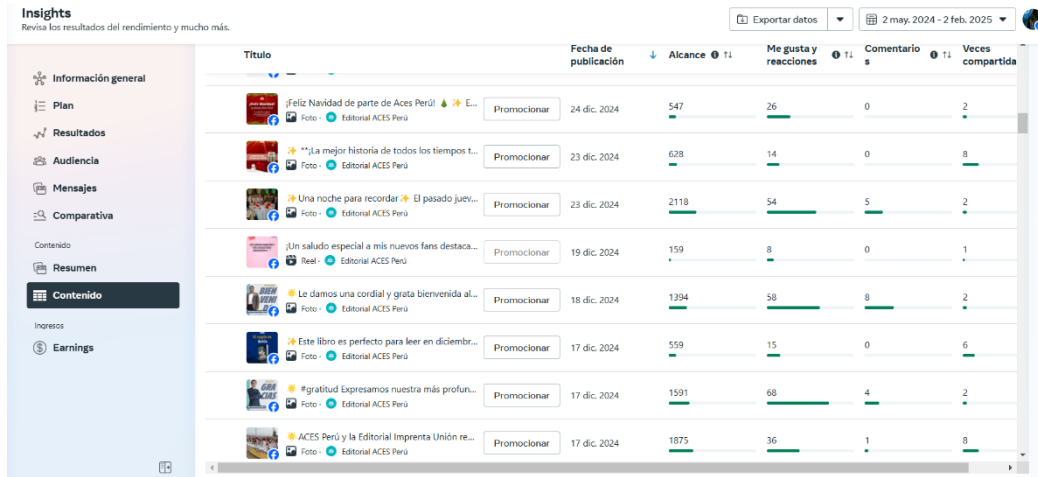 Insights
Revisa los resultados del rendimiento y mucho más.
Exportar datos
2 may. 2024 - 2 feb. 2025
Información general
Plan
Resultados
Audiencia
Mensajes
Comparativa
Contenido
Resumen
Contenido
Ingresos
Earnings
Título
Fecha de
publicación
Alcance
Me gusta y
reacciones
Comentario
s
Veces
compartida
¡Feliz Navidad de parte de Aces Perú! 🎄 ✨ E... Promocionar 24 dic. 2024 547 26 0 2
Foto · Editorial ACES Perú
✨ **¡La mejor historia de todos los tiempos t... Promocionar 23 dic. 2024 628 14 0 8
Foto · Editorial ACES Perú
✨ Una noche para recordar ✨ El pasado juev... Promocionar 23 dic. 2024 2118 54 5 2
Foto · Editorial ACES Perú
¡Un saludo especial a mis nuevos fans destaca... Promocionar 19 dic. 2024 159 8 0 1
Reel · Editorial ACES Perú
BIEN
VENI
🌟 Le damos una cordial y grata bienvenida al... Promocionar 18 dic. 2024 1394 58 8 2
Foto · Editorial ACES Perú
✨ Este libro es perfecto para leer en diciembr... Promocionar 17 dic. 2024 559 15 0 6
Foto · Editorial ACES Perú
GRA
CIAS
🌟 #gratitud Expresamos nuestra más profun... Promocionar 17 dic. 2024 1591 68 4 2
Foto · Editorial ACES Perú
🌟 ACES Perú y la Editorial Imprenta Unión re... Promocionar 17 dic. 2024 1875 36 1 8
Foto · Editorial ACES Perú